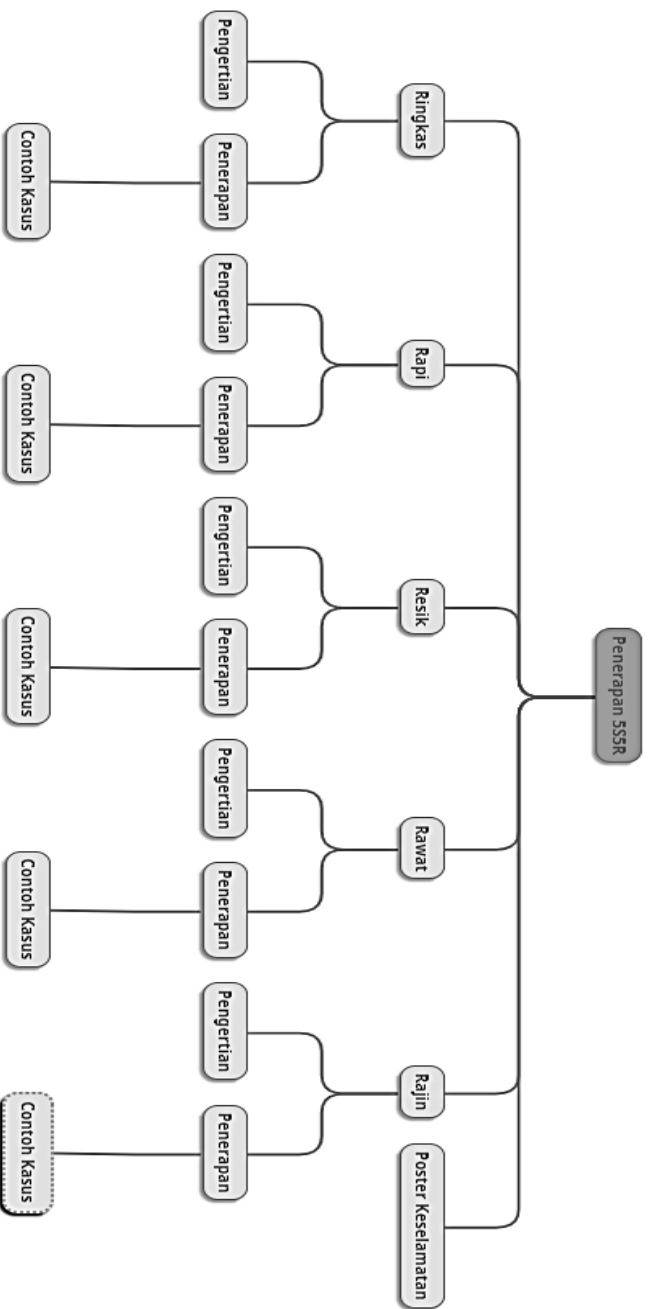 Penerapan 5S5R
Ringkas
Rapi
Resik
Rawat
Rajin
Poster Keselamatan
Pengertian
Penerapan
Pengertian
Penerapan
Pengertian
Penerapan
Pengertian
Penerapan
Pengertian
Penerapan
Contoh Kasus
Contoh Kasus
Contoh Kasus
Contoh Kasus
Contoh Kasus